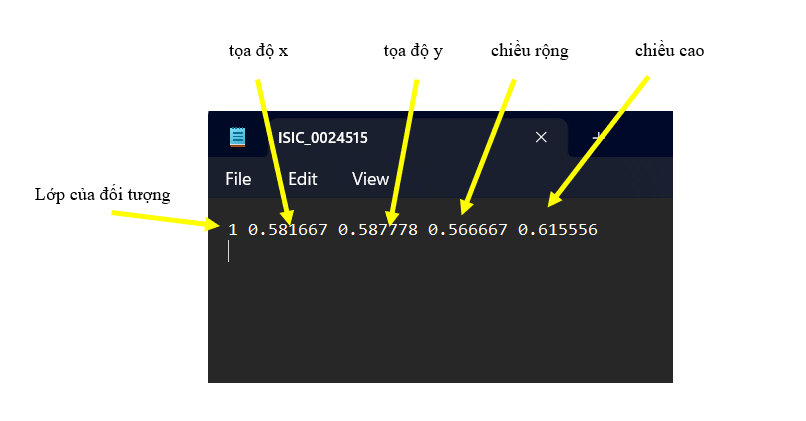 tọa độ x tọa độ y chiều rộng chiều cao
ISIC_0024515
File Edit View
Lớp của đối tượng
1 0.581667 0.587778 0.566667 0.615556